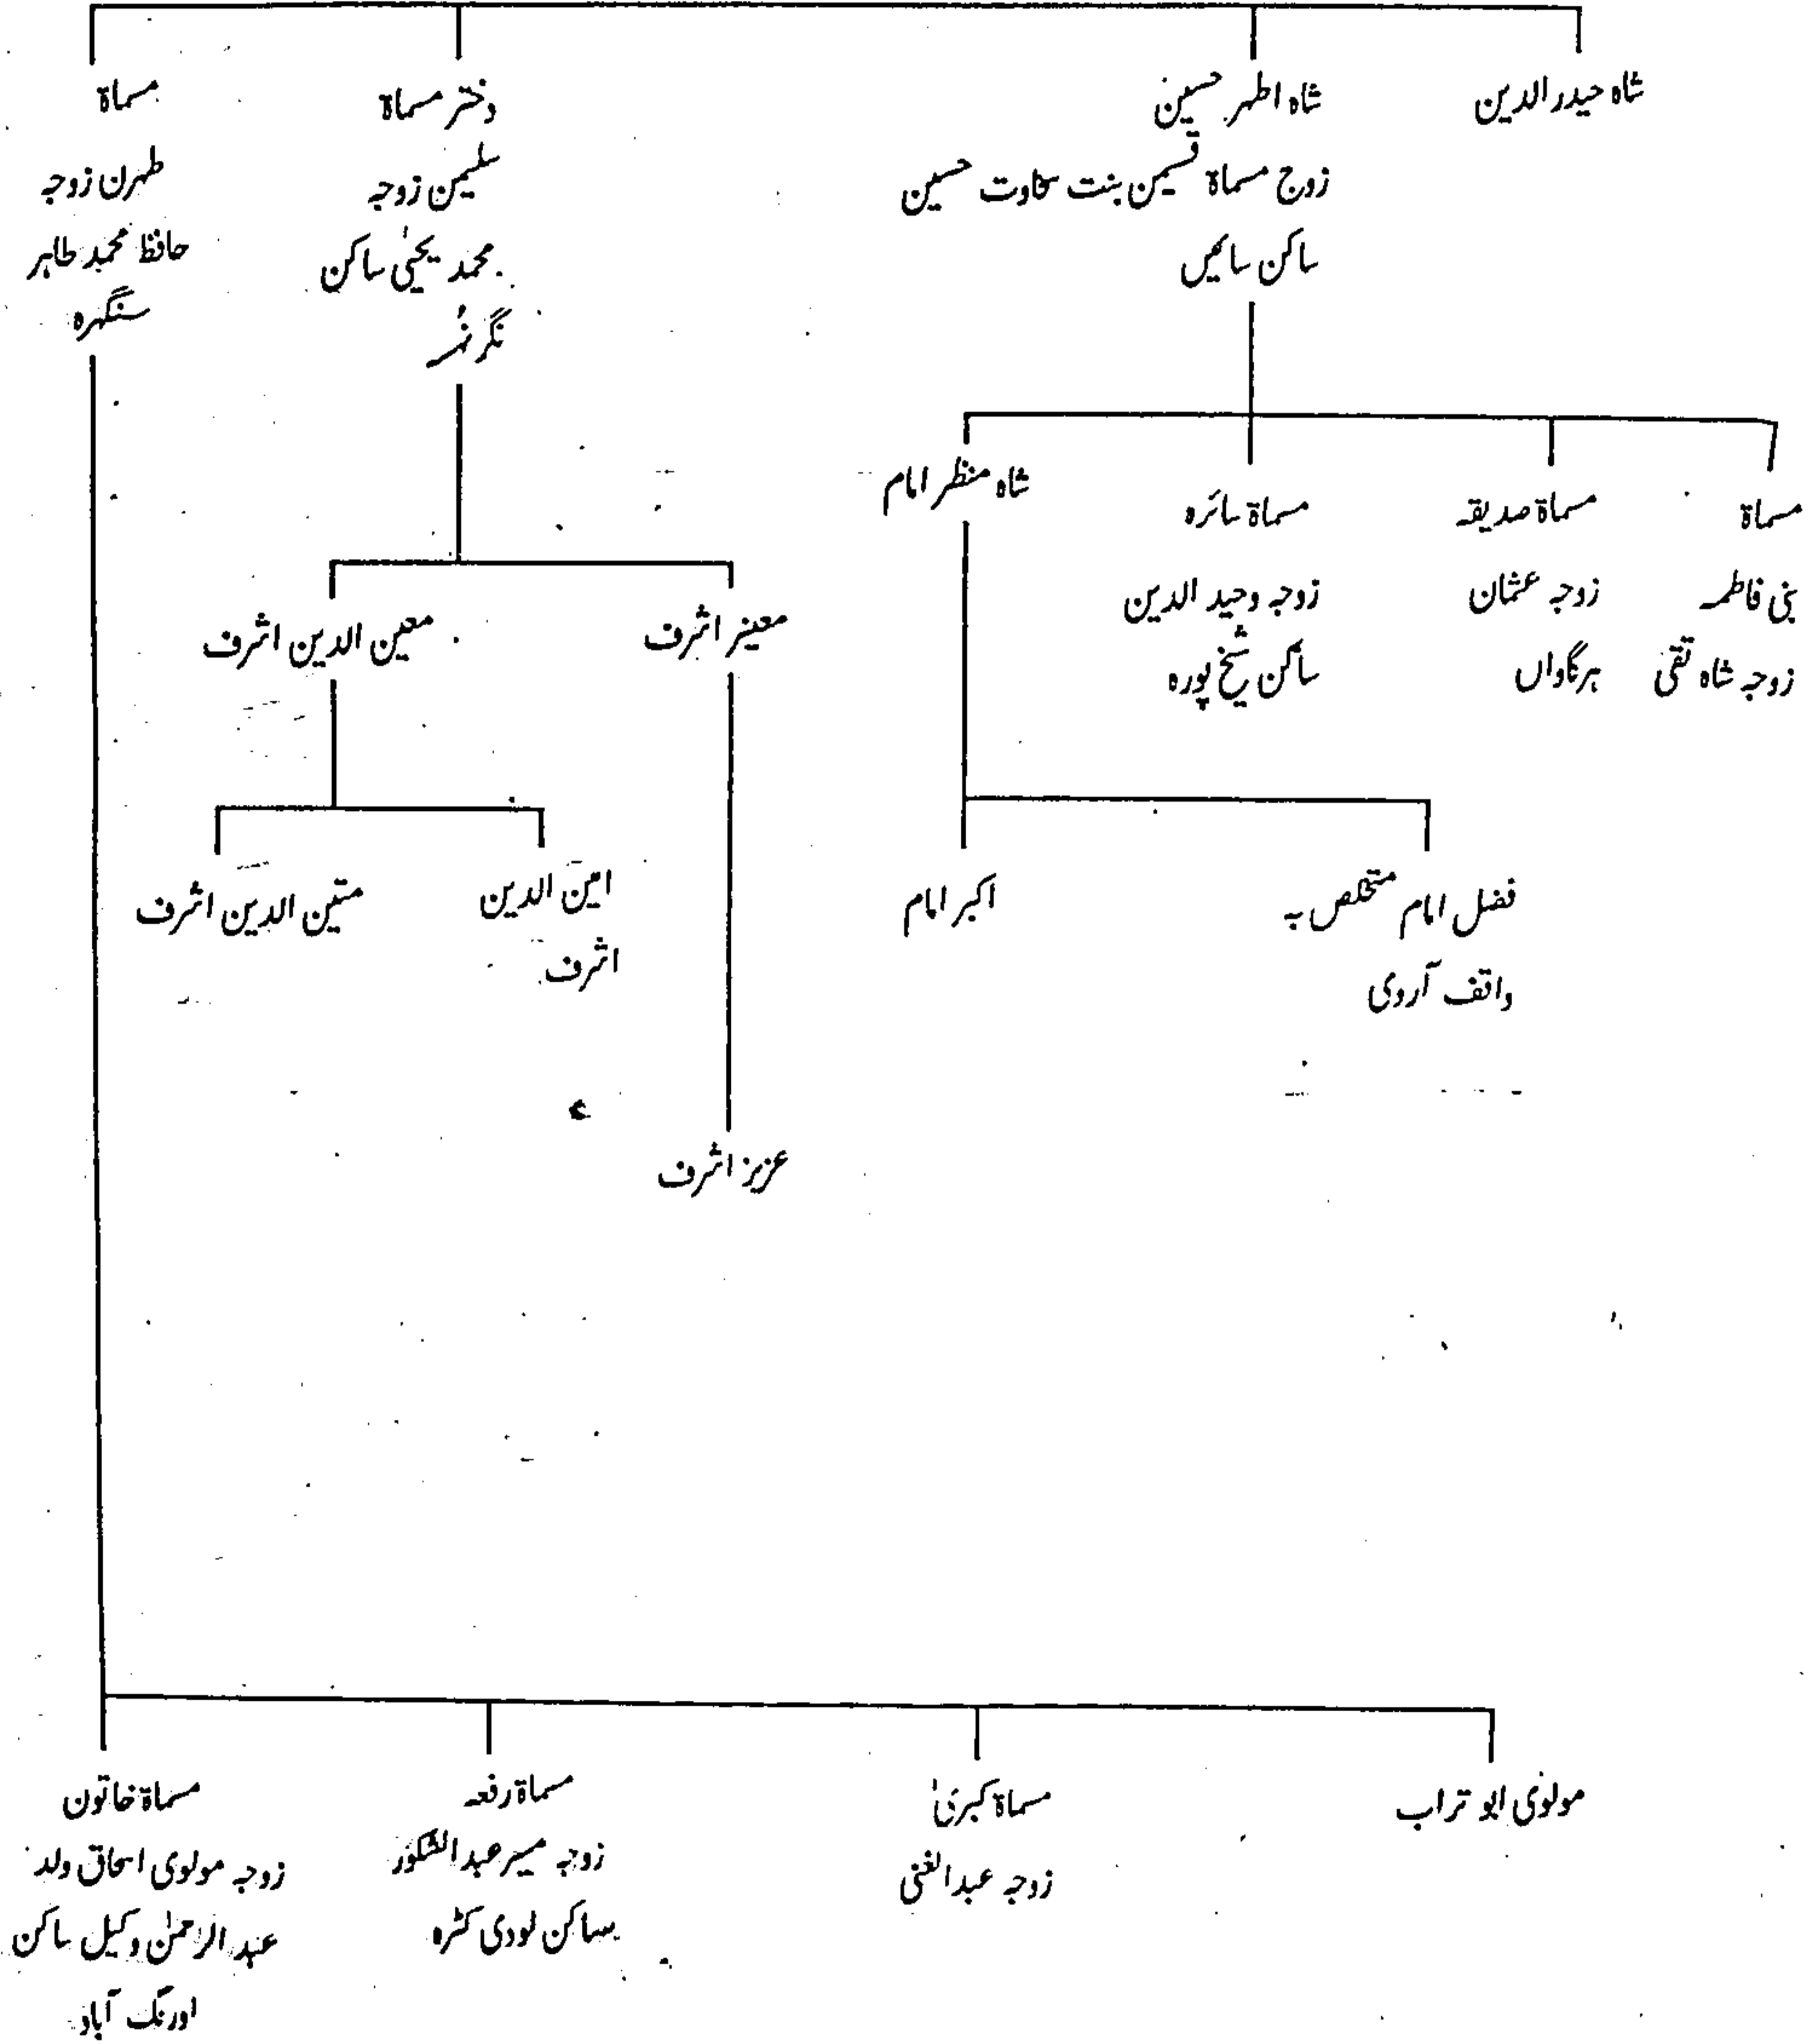 شاہ حیدر الدین
شاہ اطہر حسین
زوج مسماۃ قسیمن بنت سخاوت حسین
ساکن سائیں
دختر مسماۃ
سلیمن زوجہ
محمد یحییٰ ساکن
نگرنہسہ
مسماۃ
طہرن زوجہ
حافظ محمد طاہر
سنگہرہ
مسماۃ
بنی فاطمہ
زوجہ شاہ تقی
مسماۃ صدیقہ
زوجہ عثمان
ہرگاواں
مسماۃ سائرہ
زوجہ وحید الدین
ساکن شیخ پورہ
شاہ منظر امام
معیز اشرف
معین الدین اشرف
فضل امام متخلص بہ
واقف آروی
اکبر امام
امین الدین
اشرف
متین الدین اشرف
عزیز اشرف
مولوی ابو تراب
مسماۃ کبریٰ
زوجہ عبد الغنی
مسماۃ رفعہ
زوجہ میر عبد الشکور
ساکن لودی کٹرہ
مسماۃ خاتون
زوجہ مولوی اسحاق ولد
عبد الرحمٰن وکیل ساکن
اورنگ آباد